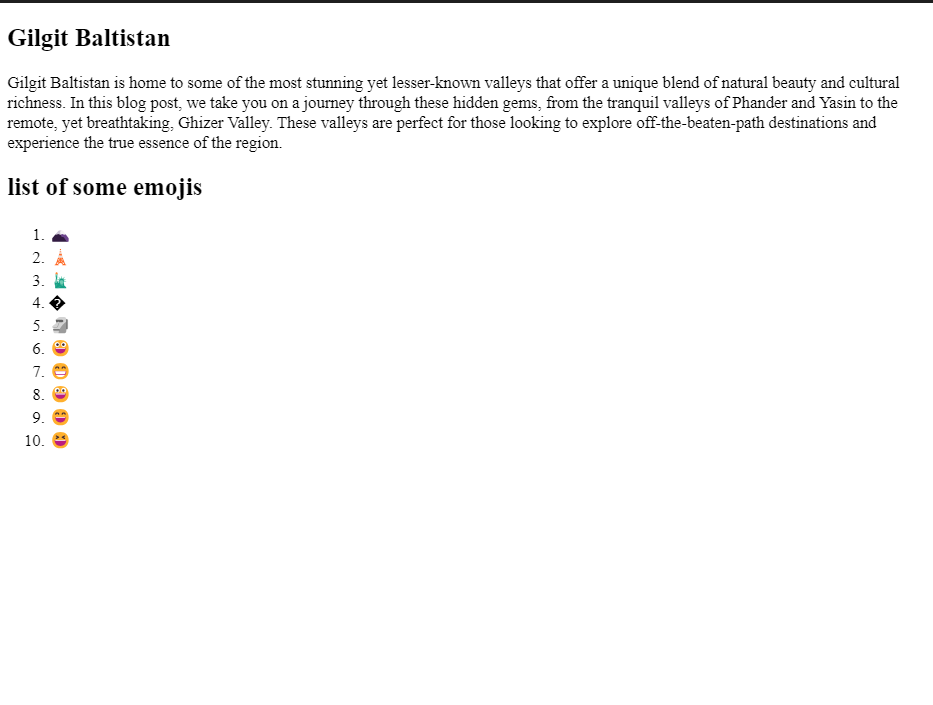 Gilgit Baltistan
Gilgit Baltistan is home to some of the most stunning yet lesser-known valleys that offer a unique blend of natural beauty and cultural
richness. In this blog post, we take you on a journey through these hidden gems, from the tranquil valleys of Phander and Yasin to the
remote, yet breathtaking, Ghizer Valley. These valleys are perfect for those looking to explore off-the-beaten-path destinations and
experience the true essence of the region.
list of some emojis
1. 🗻
2. 🗼
3. 🗽
4. �
5. 🗿
6. 😀
7. 😁
8. 😀
9. 😄
10. 😆